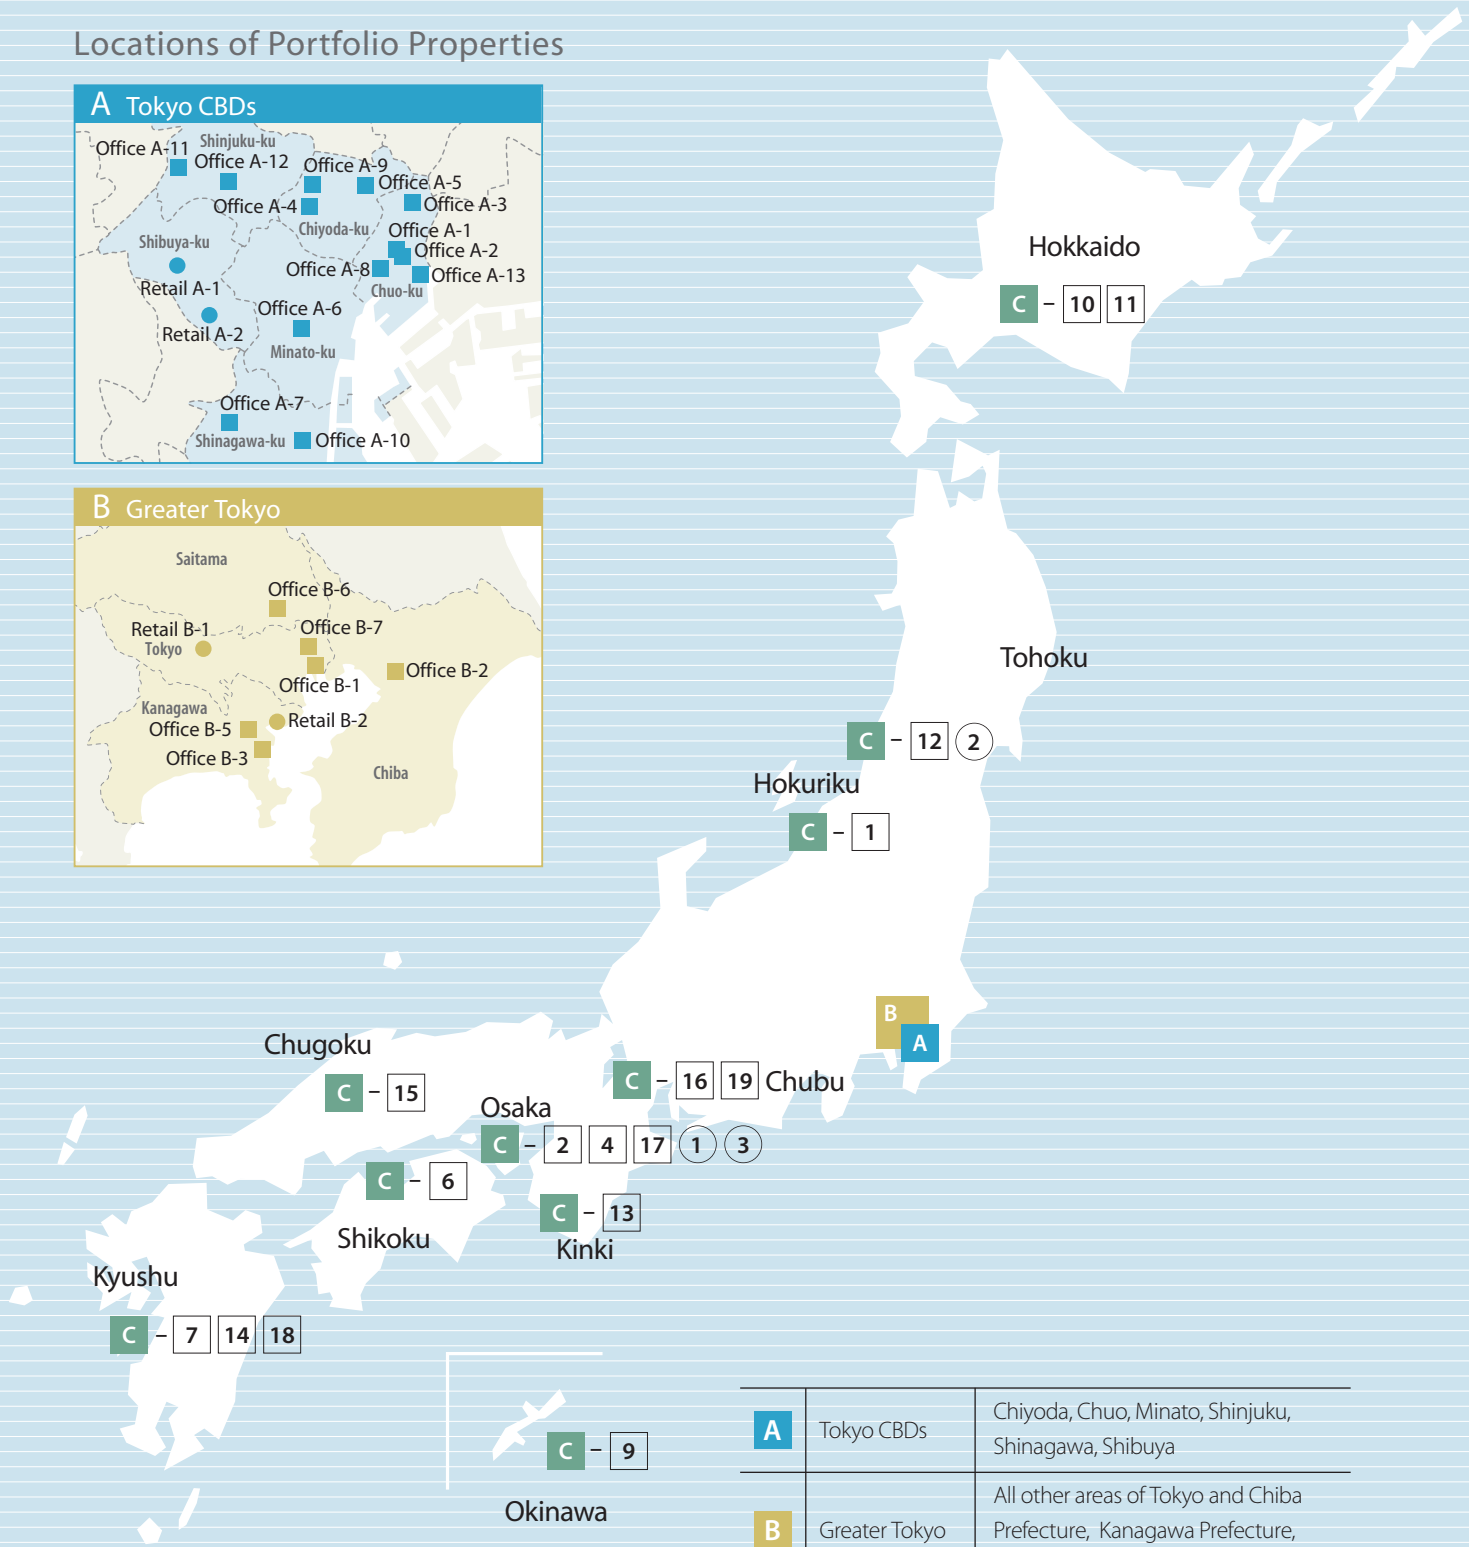 Locations of Portfolio Properties
A Tokyo CBDs
Shinjuku-ku
Office A-11
Office A-12
Office A-9
Office A-5
Office A-4
Office A-3
Chiyoda-ku
Office A-1
Shibuya-ku
Office A-2
Office A-8
Office A-13
Retail A-1
Chuo-ku
Office A-6
Retail A-2
Minato-ku
Office A-7
Shinagawa-ku
Office A-10
B Greater Tokyo
Saitama
Office B-6
Retail B-1
Office B-7
Tokyo
Office B-2
Office B-1
Kanagawa
Retail B-2
Office B-5
Office B-3
Chiba
Hokkaido
C – 10 11
Tohoku
C – 12 2
Hokuriku
C – 1
B
A
Chugoku
C – 15
C – 16 19 Chubu
Osaka
C – 2 4 17 1 3
C – 6
Shikoku
C – 13
Kinki
Kyushu
C – 7 14 18
C – 9
Okinawa
A Tokyo CBDs
Chiyoda, Chuo, Minato, Shinjuku,
Shinagawa, Shibuya
B Greater Tokyo
All other areas of Tokyo and Chiba
Prefecture, Kanagawa Prefecture,